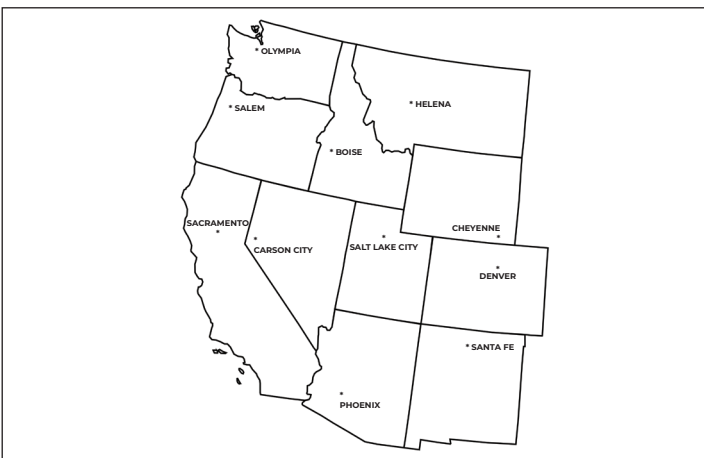 OLYMPIA
HELENA
SALEM
BOISE
SACRAMENTO
CHEYENNE
CARSON CITY
SALT LAKE CITY
DENVER
SANTA FE
PHOENIX